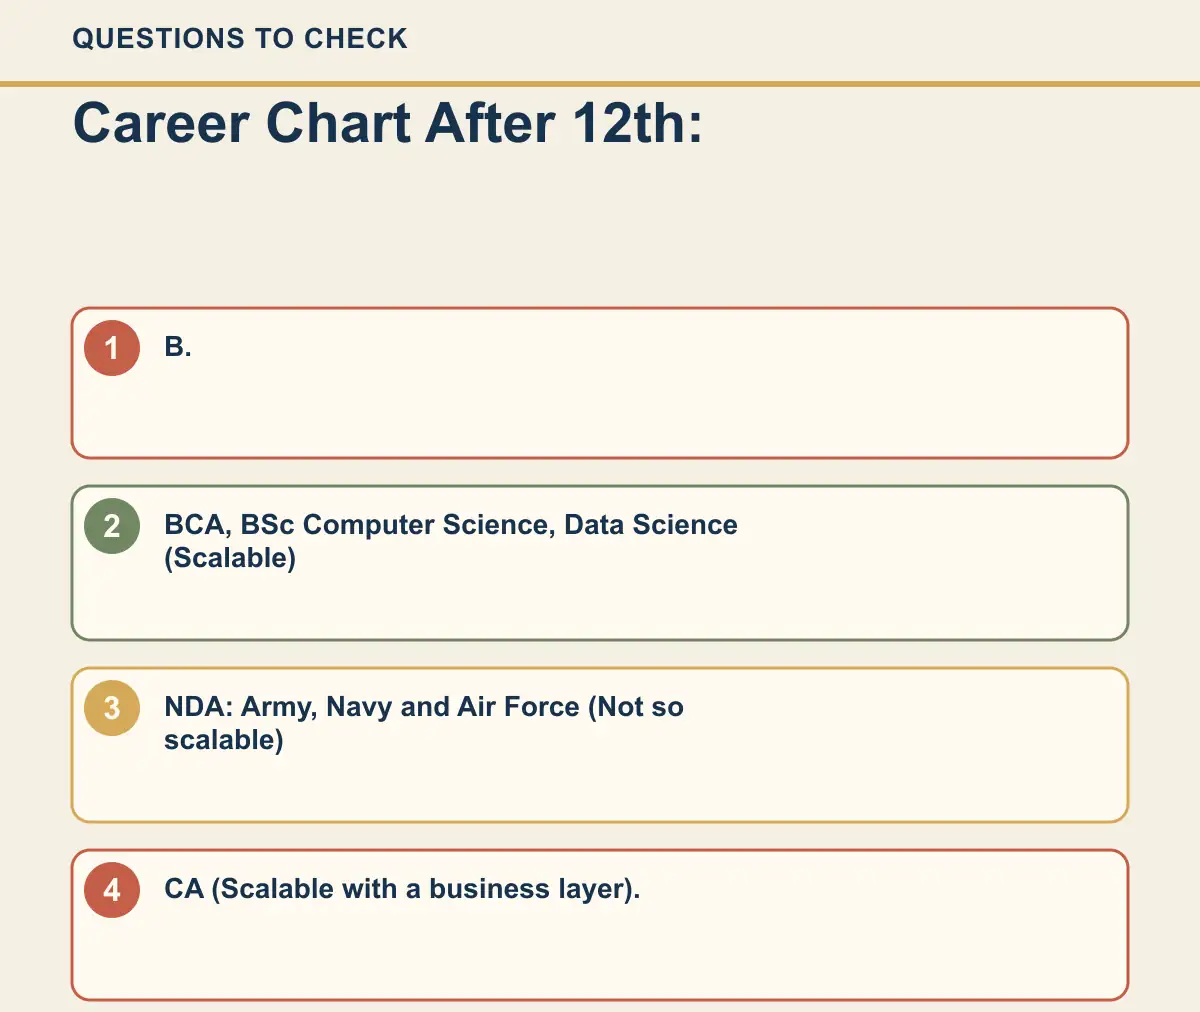 QUESTIONS TO CHECK
Career Chart After 12th:
1
B.
2
BCA, BSc Computer Science, Data Science
(Scalable)
3
NDA: Army, Navy and Air Force (Not so
scalable)
4
CA (Scalable with a business layer).